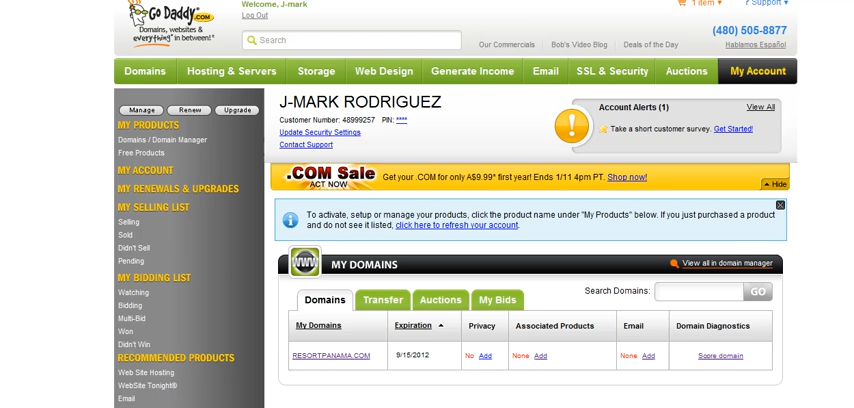 Welcome, J-mark
Log Out
Go Daddy.COM
Domains, websites &
everything* in between!®
Search
1 item
? Support
(480) 505-8877
Our Commercials
Bob's Video Blog
Deals of the Day
Hablamos Español
Domains
Hosting & Servers
Storage
Web Design
Generate Income
Email
SSL & Security
Auctions
My Account
Manage
Renew
Upgrade
MY PRODUCTS
Domains / Domain Manager
Free Products
MY ACCOUNT
MY RENEWALS & UPGRADES
MY SELLING LIST
Selling
Sold
Didn't Sell
Pending
MY BIDDING LIST
Watching
Bidding
Multi-Bid
Won
Didn't Win
RECOMMENDED PRODUCTS
Web Site Hosting
WebSite Tonight®
Email
J-MARK RODRIGUEZ
Customer Number: 48999257 PIN: ****
Update Security Settings
Contact Support
Account Alerts (1)
View All
Take a short customer survey. Get Started!
.COM Sale
ACT NOW
Get your .COM for only A$9.99* first year! Ends 1/11 4pm PT. Shop now!
Hide
To activate, setup or manage your products, click the product name under "My Products" below. If you just purchased a product
and do not see it listed, click here to refresh your account.
WWW
MY DOMAINS
View all in domain manager
Domains
Transfer
Auctions
My Bids
Search Domains:
GO
My Domains
Expiration
Privacy
Associated Products
Email
Domain Diagnostics
RESORTPANAMA.COM
9/15/2012
No Add
None Add
None Add
Score domain